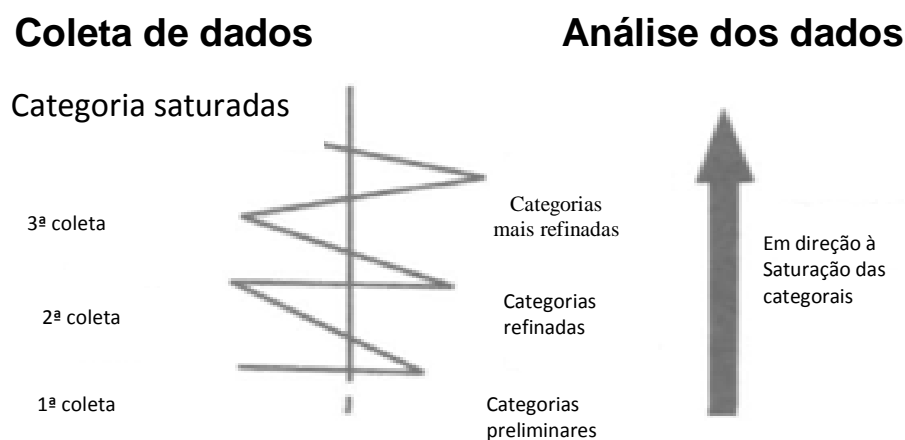 Coleta de dados
Análise dos dados
Categoria saturadas
3ª coleta
Categorias
mais refinadas
Em direção à
Saturação das
categorais
2ª coleta
Categorias
refinadas
1ª coleta
Categorias
preliminares